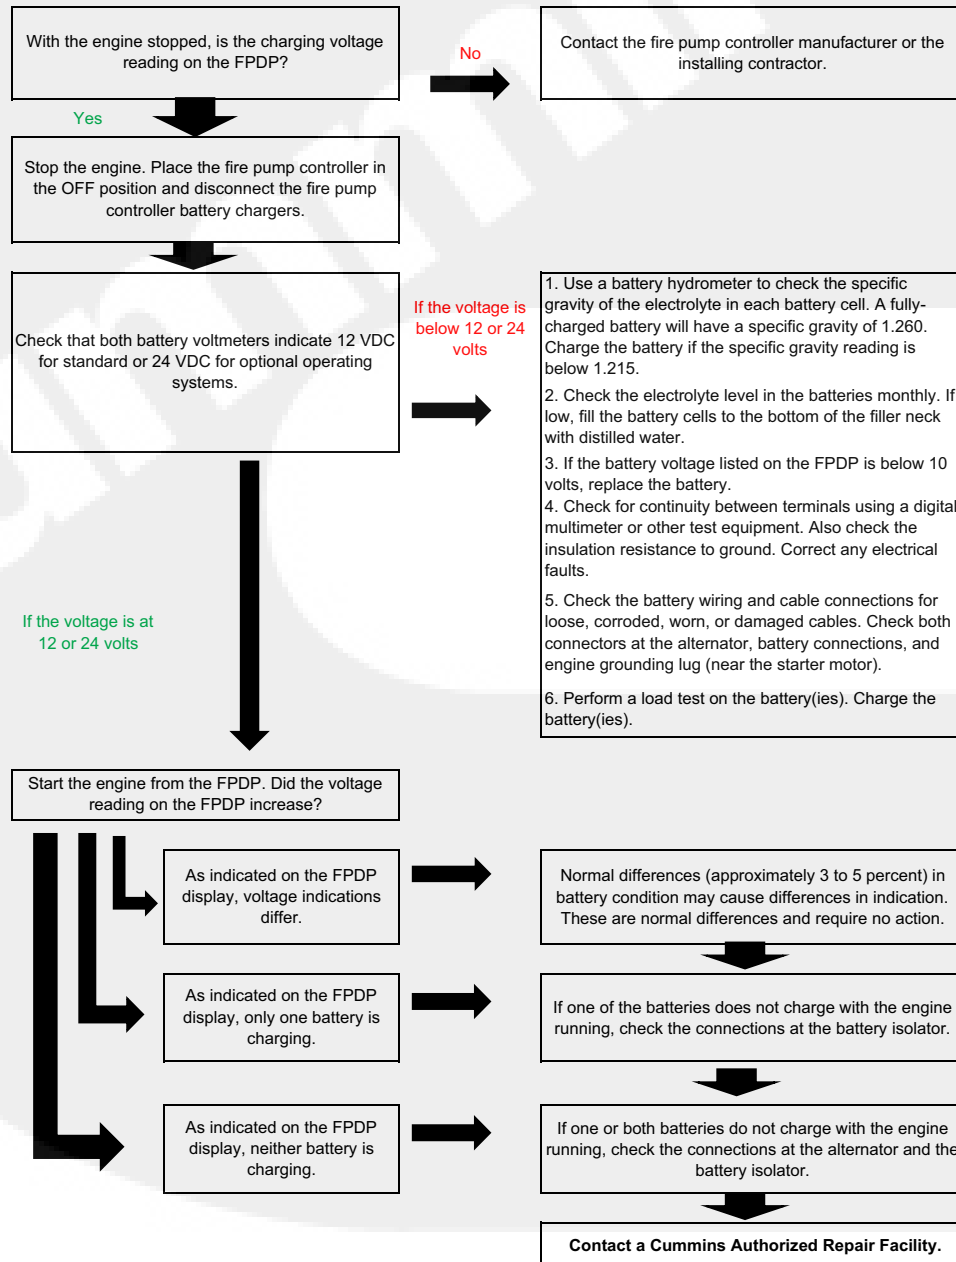 With the engine stopped, is the charging voltage
reading on the FPDP?
No
Contact the fire pump controller manufacturer or the
installing contractor.
Yes
Stop the engine. Place the fire pump controller in
the OFF position and disconnect the fire pump
controller battery chargers.
Check that both battery voltmeters indicate 12 VDC
for standard or 24 VDC for optional operating
systems.
If the voltage is
below 12 or 24
volts
1. Use a battery hydrometer to check the specific
gravity of the electrolyte in each battery cell. A fully-
charged battery will have a specific gravity of 1.260.
Charge the battery if the specific gravity reading is
below 1.215.
2. Check the electrolyte level in the batteries monthly. If
low, fill the battery cells to the bottom of the filler neck
with distilled water.
3. If the battery voltage listed on the FPDP is below 10
volts, replace the battery.
4. Check for continuity between terminals using a digital
multimeter or other test equipment. Also check the
insulation resistance to ground. Correct any electrical
faults.
5. Check the battery wiring and cable connections for
loose, corroded, worn, or damaged cables. Check both
connectors at the alternator, battery connections, and
engine grounding lug (near the starter motor).
6. Perform a load test on the battery(ies). Charge the
battery(ies).
If the voltage is at
12 or 24 volts
Start the engine from the FPDP. Did the voltage
reading on the FPDP increase?
As indicated on the FPDP
display, voltage indications
differ.
Normal differences (approximately 3 to 5 percent) in
battery condition may cause differences in indication.
These are normal differences and require no action.
As indicated on the FPDP
display, only one battery is
charging.
If one of the batteries does not charge with the engine
running, check the connections at the battery isolator.
As indicated on the FPDP
display, neither battery is
charging.
If one or both batteries do not charge with the engine
running, check the connections at the alternator and the
battery isolator.
Contact a Cummins Authorized Repair Facility.